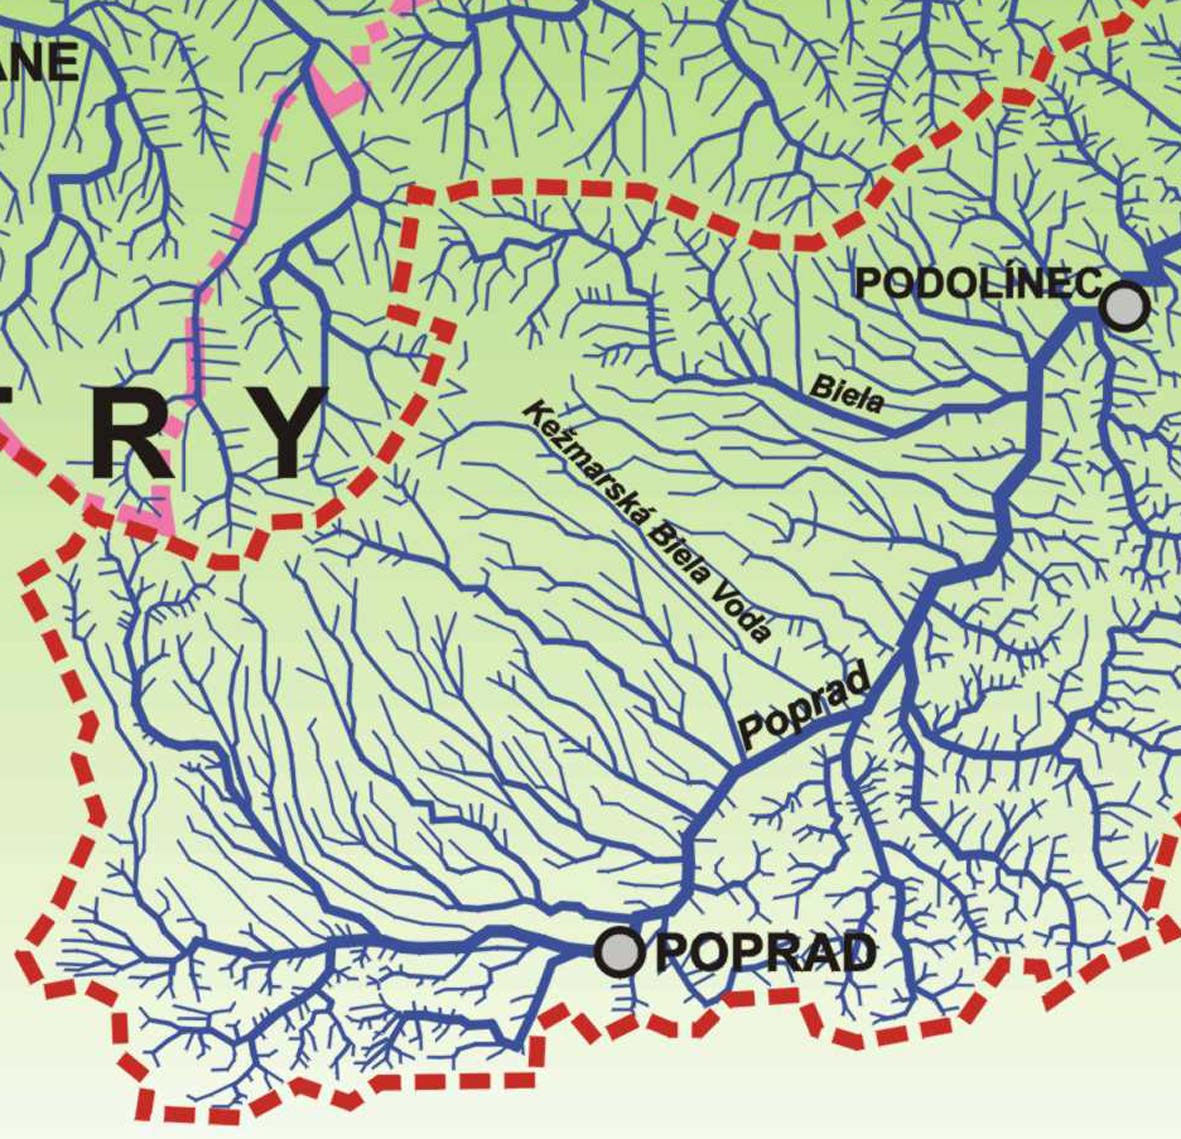 ANE
PODOLÍNEC
R Y
Biela
Kežmarská Biela Voda
Poprad
POPRAD